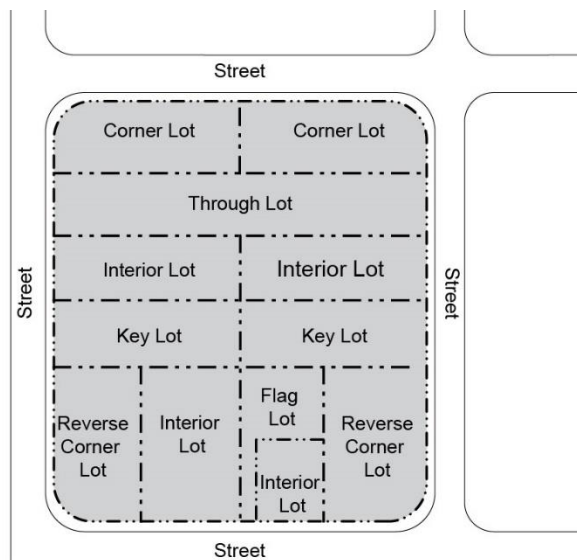 Street
Corner Lot
Corner Lot
Through Lot
Interior Lot
Interior Lot
Street
Street
Key Lot
Key Lot
Reverse
Corner
Lot
Interior
Lot
Flag
Lot
Reverse
Corner
Lot
Interior
Lot
Street